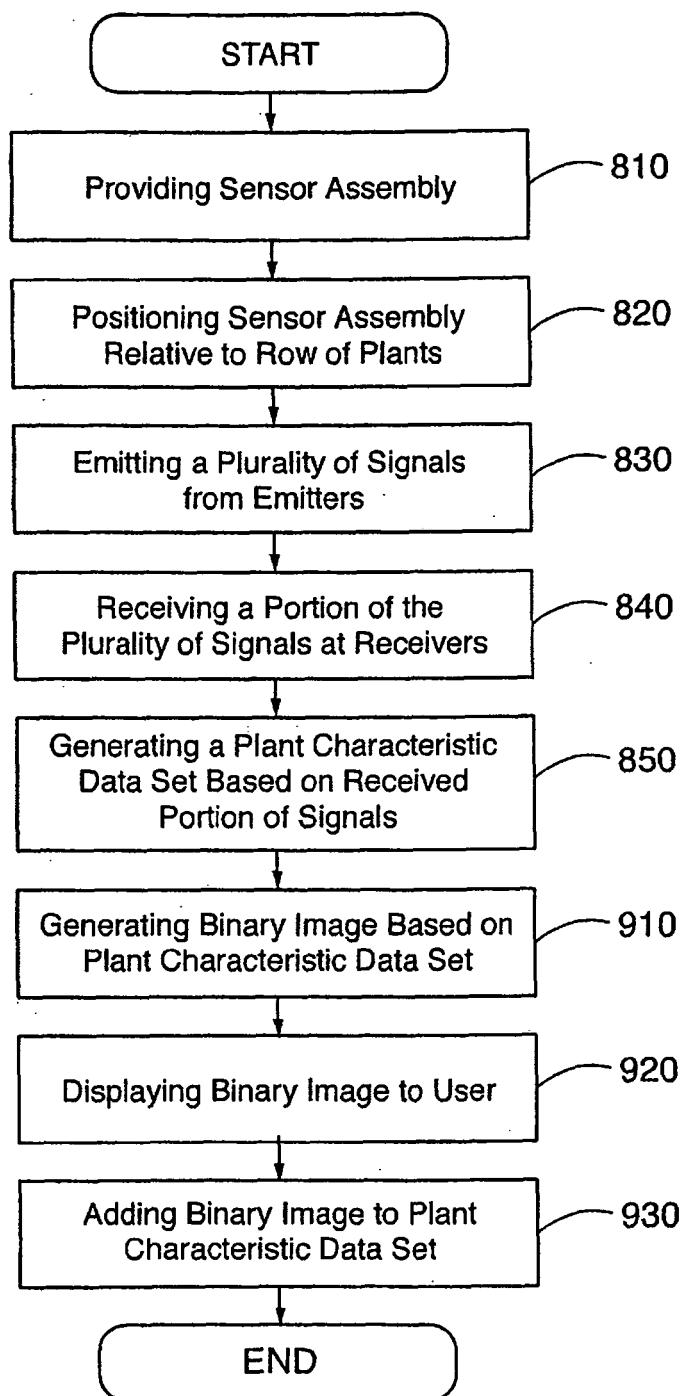 START
Providing Sensor Assembly
810
Positioning Sensor Assembly
Relative to Row of Plants
820
Emitting a Plurality of Signals
from Emitters
830
Receiving a Portion of the
Plurality of Signals at Receivers
840
Generating a Plant Characteristic
Data Set Based on Received
Portion of Signals
850
Generating Binary Image Based on
Plant Characteristic Data Set
910
Displaying Binary Image to User
920
Adding Binary Image to Plant
Characteristic Data Set
930
END